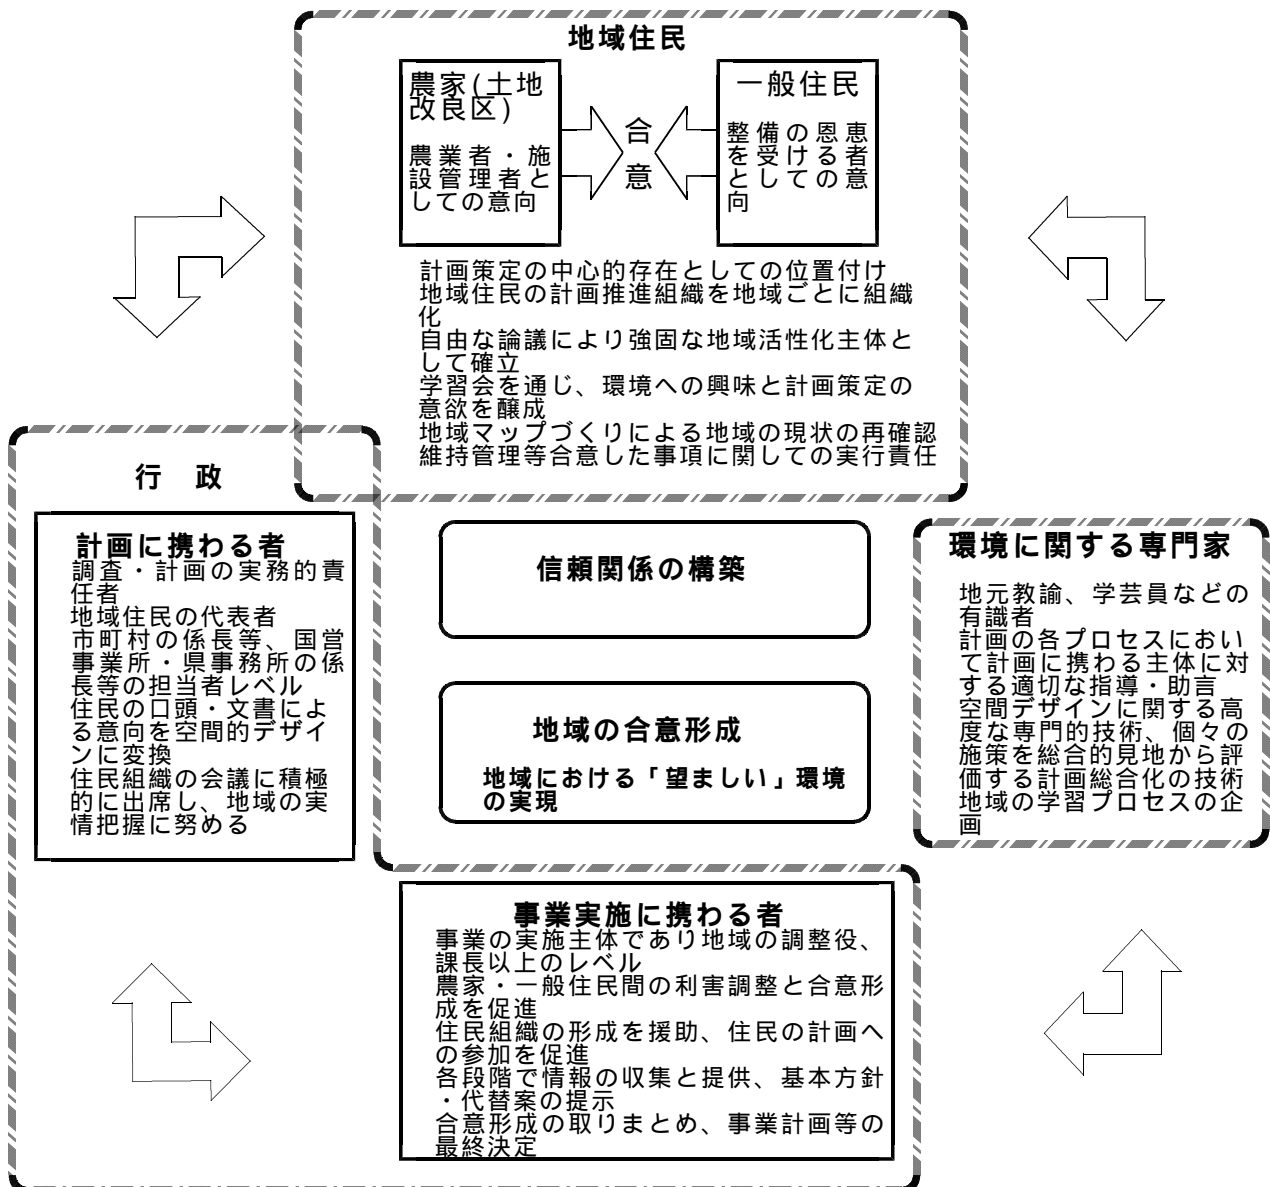 地域住民
農家(土地
改良区)
農業者・施
設管理者と
しての意向
合
意
一般住民
整備の恩恵
を受ける者
としての意
向
計画策定の中心的存在としての位置付け
地域住民の計画推進組織を地域ごとに組織
化
自由な論議により強固な地域活性化主体と
して確立
学習会を通じ、環境への興味と計画策定の
意欲を醸成
地域マップづくりによる地域の現状の再確認
維持管理等合意した事項に関しての実行責任
行　政
計画に携わる者
調査・計画の実務的責
任者
地域住民の代表者
市町村の係長等、国営
事業所・県事務所の係
長等の担当者レベル
住民の口頭・文書によ
る意向を空間的デザイ
ンに変換
住民組織の会議に積極
的に出席し、地域の実
情把握に努める
信頼関係の構築
地域の合意形成
地域における「望ましい」環境
の実現
環境に関する専門家
地元教諭、学芸員などの
有識者
計画の各プロセスにおい
て計画に携わる主体に対
する適切な指導・助言
空間デザインに関する高
度な専門的技術、個々の
施策を総合的見地から評
価する計画総合化の技術
地域の学習プロセスの企
画
事業実施に携わる者
事業の実施主体であり地域の調整役、
課長以上のレベル
農家・一般住民間の利害調整と合意形
成を促進
住民組織の形成を援助、住民の計画へ
の参加を促進
各段階で情報の収集と提供、基本方針
・代替案の提示
合意形成の取りまとめ、事業計画等の
最終決定